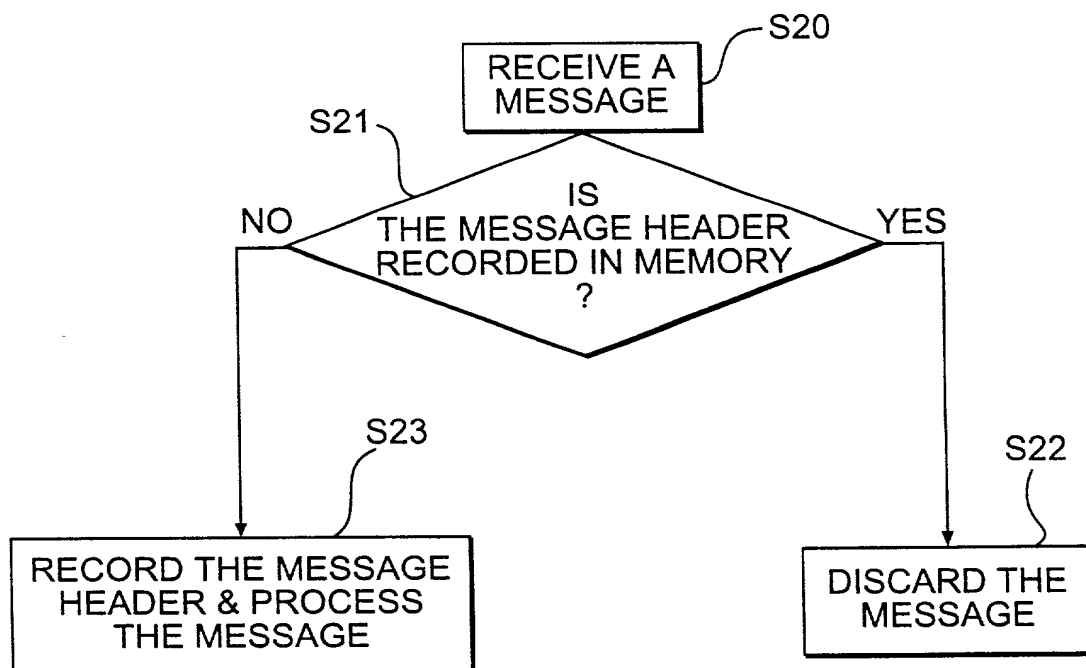 S20
RECEIVE A
MESSAGE
S21
IS
THE MESSAGE HEADER
RECORDED IN MEMORY
?
NO
YES
S23
RECORD THE MESSAGE
HEADER & PROCESS
THE MESSAGE
S22
DISCARD THE
MESSAGE